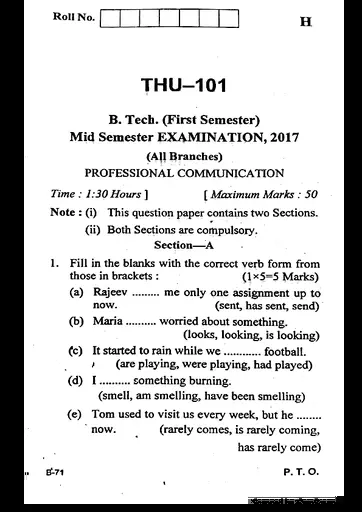 Roll No.
H
THU–101
B. Tech. (First Semester)
Mid Semester EXAMINATION, 2017
(All Branches)
PROFESSIONAL COMMUNICATION
Time : 1:30 Hours ] [ Maximum Marks : 50
Note : (i) This question paper contains two Sections.
(ii) Both Sections are compulsory.
Section—A
1. Fill in the blanks with the correct verb form from
those in brackets : (1×5=5 Marks)
(a) Rajeev ......... me only one assignment up to
now. (sent, has sent, send)
(b) Maria .......... worried about something.
(looks, looking, is looking)
(c) It started to rain while we ............ football.
(are playing, were playing, had played)
(d) I .......... something burning.
(smell, am smelling, have been smelling)
(e) Tom used to visit us every week, but he ........
now. (rarely comes, is rarely coming,
has rarely come)
B-71 P. T. O.